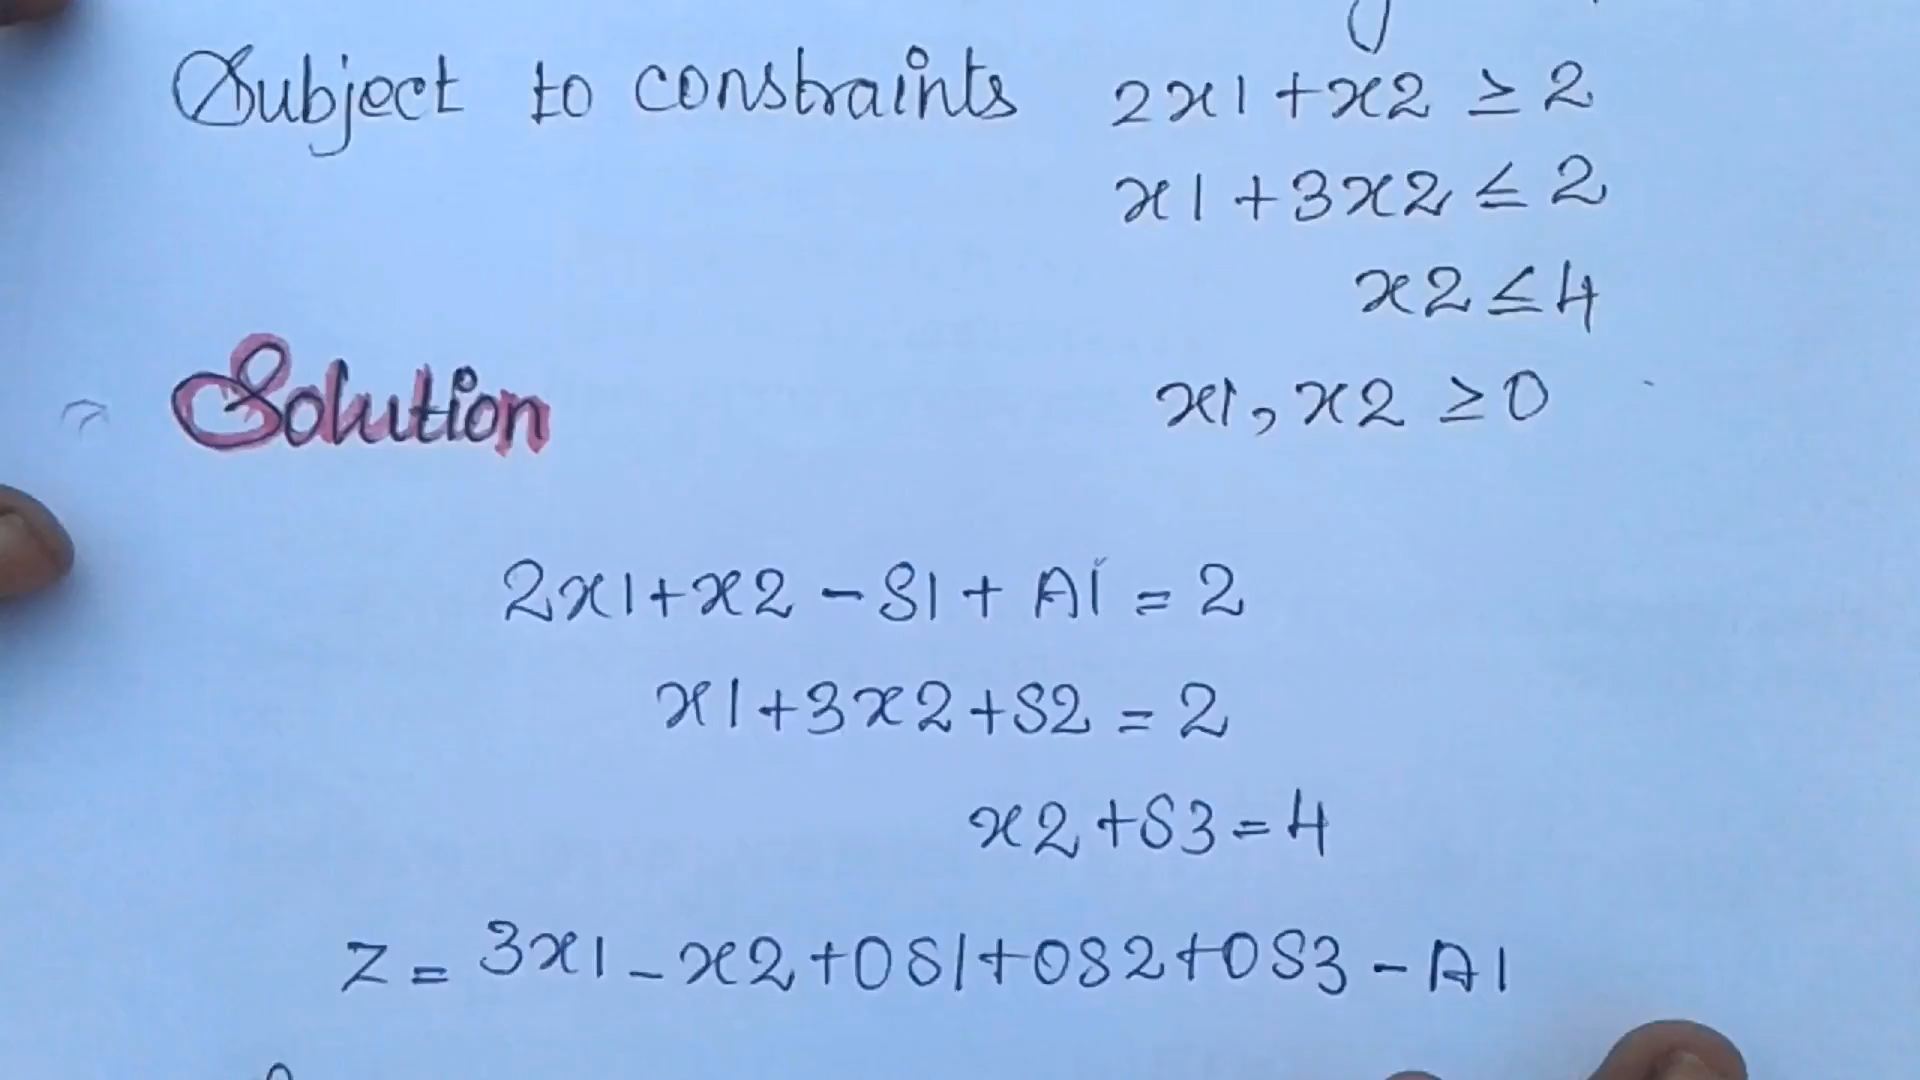 Subject to constraints 2x1+x2 ≥ 2
x1+3x2 ≤ 2
x2 ≤ 4
x1, x2 ≥ 0
Solution
2x1+x2 - S1 + A1 = 2
x1+3x2+S2 = 2
x2+S3=4
Z = 3x1 - x2+0S1+0S2+0S3 - A1